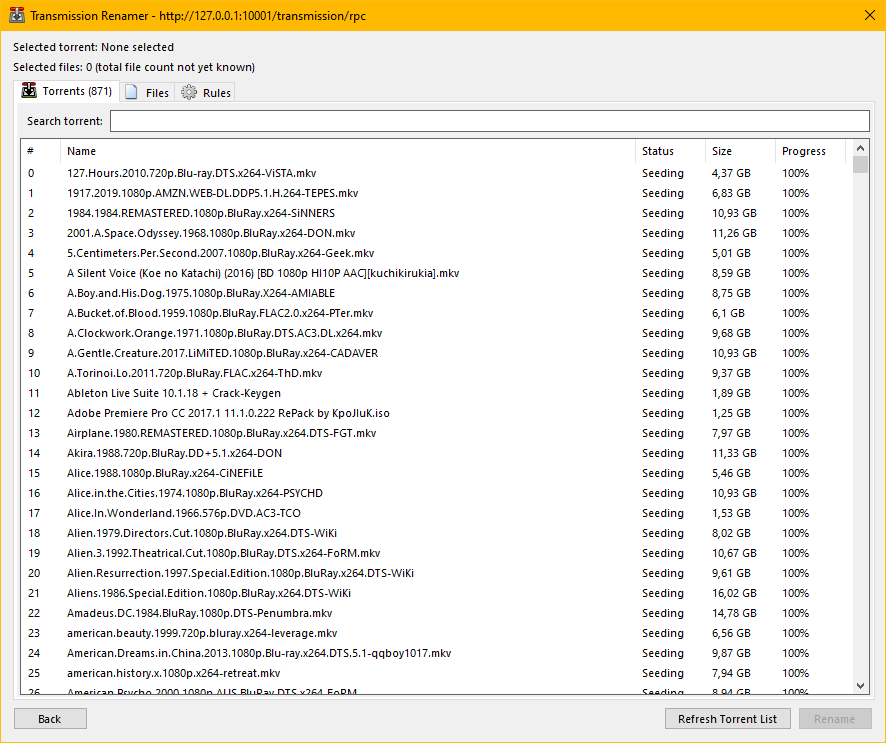 Transmission Renamer - http://127.0.0.1:10001/transmission/rpc
Selected torrent: None selected
Selected files: 0 (total file count not yet known)
Torrents (871) Files Rules
Search torrent:
# Name Status Size Progress
0 127.Hours.2010.720p.Blu-ray.DTS.x264-ViSTA.mkv Seeding 4,37 GB 100%
1 1917.2019.1080p.AMZN.WEB-DL.DDP5.1.H.264-TEPES.mkv Seeding 6,83 GB 100%
2 1984.1984.REMASTERED.1080p.BluRay.x264-SiNNERS Seeding 10,93 GB 100%
3 2001.A.Space.Odyssey.1968.1080p.BluRay.x264-DON.mkv Seeding 11,26 GB 100%
4 5.Centimeters.Per.Second.2007.1080p.BluRay.x264-Geek.mkv Seeding 5,01 GB 100%
5 A Silent Voice (Koe no Katachi) (2016) [BD 1080p HI10P AAC][kuchikirukia].mkv Seeding 8,59 GB 100%
6 A.Boy.and.His.Dog.1975.1080p.BluRay.X264-AMIABLE Seeding 8,75 GB 100%
7 A.Bucket.of.Blood.1959.1080p.BluRay.FLAC2.0.x264-PTer.mkv Seeding 6,1 GB 100%
8 A.Clockwork.Orange.1971.1080p.BluRay.DTS.AC3.DL.x264.mkv Seeding 9,68 GB 100%
9 A.Gentle.Creature.2017.LiMiTED.1080p.BluRay.x264-CADAVER Seeding 10,93 GB 100%
10 A.Torinoi.Lo.2011.720p.BluRay.FLAC.x264-ThD.mkv Seeding 9,37 GB 100%
11 Ableton Live Suite 10.1.18 + Crack-Keygen Seeding 1,89 GB 100%
12 Adobe Premiere Pro CC 2017.1 11.1.0.222 RePack by KpoJIuK.iso Seeding 1,25 GB 100%
13 Airplane.1980.REMASTERED.1080p.BluRay.x264.DTS-FGT.mkv Seeding 7,97 GB 100%
14 Akira.1988.720p.BluRay.DD+5.1.x264-DON Seeding 11,33 GB 100%
15 Alice.1988.1080p.BluRay.x264-CiNEFiLE Seeding 5,46 GB 100%
16 Alice.in.the.Cities.1974.1080p.BluRay.x264-PSYCHD Seeding 10,93 GB 100%
17 Alice.In.Wonderland.1966.576p.DVD.AC3-TCO Seeding 1,53 GB 100%
18 Alien.1979.Directors.Cut.1080p.BluRay.x264.DTS-WiKi Seeding 8,02 GB 100%
19 Alien.3.1992.Theatrical.Cut.1080p.BluRay.DTS.x264-FoRM.mkv Seeding 10,67 GB 100%
20 Alien.Resurrection.1997.Special.Edition.1080p.BluRay.x264.DTS-WiKi Seeding 9,61 GB 100%
21 Aliens.1986.Special.Edition.1080p.BluRay.x264.DTS-WiKi Seeding 16,02 GB 100%
22 Amadeus.DC.1984.BluRay.1080p.DTS-Penumbra.mkv Seeding 14,78 GB 100%
23 american.beauty.1999.720p.bluray.x264-leverage.mkv Seeding 6,56 GB 100%
24 American.Dreams.in.China.2013.1080p.Blu-ray.x264.DTS.5.1-qqboy1017.mkv Seeding 9,87 GB 100%
25 american.history.x.1080p.x264-retreat.mkv Seeding 7,94 GB 100%
26 American.Psycho.2000.1080p.AUS.BluRay.DTS.x264-FoRM Seeding 8,94 GB 100%
Back Refresh Torrent List Rename